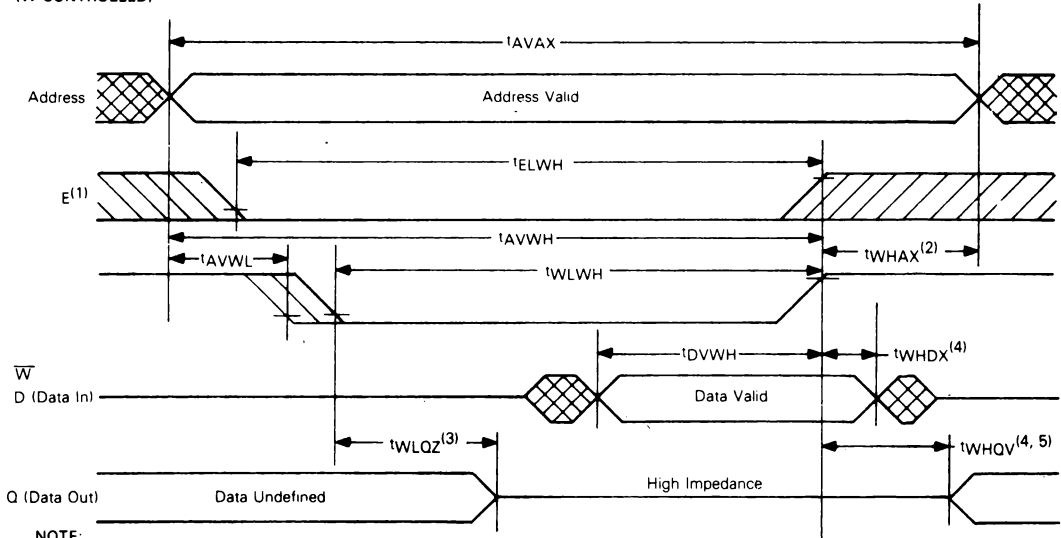 (W CONTROLLED)
tAVAX
Address
Address Valid
tELWH
E(1)
tAVWH
tAVWL
tWLWH
tWHAX(2)
tDVWH
tWHDX(4)
W
D (Data In)
Data Valid
tWLQZ(3)
tWHQV(4, 5)
Q (Data Out)
Data Undefined
High Impedance
NOTE: